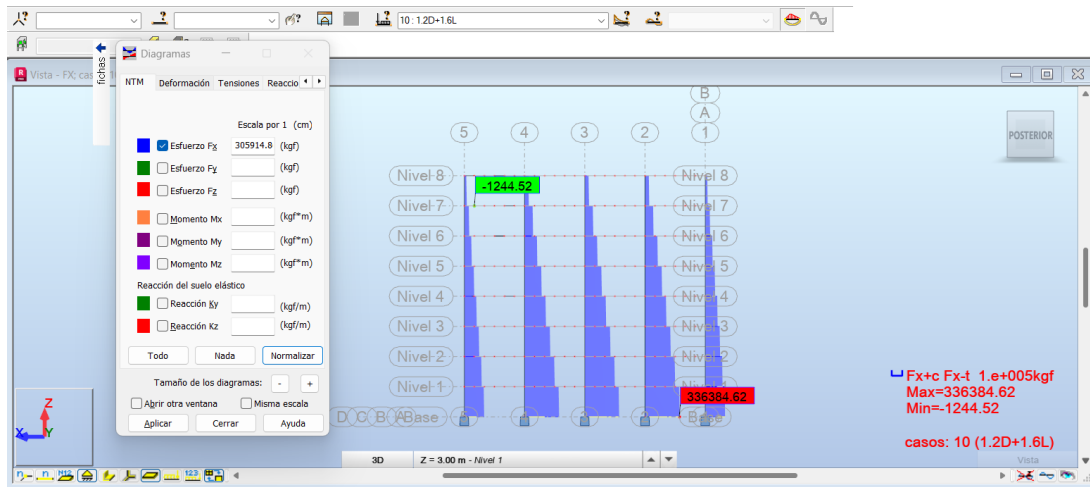 10 : 1.2D+1.6L
Vista - FX; cas
fichas
Diagramas
NTM Deformación Tensiones Reaccio
Escala por 1 (cm)
Esfuerzo Fx 305914.8 (kgf)
Esfuerzo Fy (kgf)
Esfuerzo Fz (kgf)
Momento Mx (kgf*m)
Momento My (kgf*m)
Momento Mz (kgf*m)
Reacción del suelo elástico
Reacción Ky (kgf/m)
Reacción Kz (kgf/m)
Todo Nada Normalizar
Tamaño de los diagramas: - +
Abrir otra ventana Misma escala
Aplicar Cerrar Ayuda
B
A
5 4 3 2 1
POSTERIOR
Nivel 8 Nivel 8
-1244.52
Nivel 7 Nivel 7
Nivel 6 Nivel 6
Nivel 5 Nivel 5
Nivel 4 Nivel 4
Nivel 3 Nivel 3
Nivel 2 Nivel 2
Nivel 1
336384.62
D C B A Base Base
Fx+c Fx-t 1.e+005kgf
Max=336384.62
Min=-1244.52
casos: 10 (1.2D+1.6L)
Z
X Y
3D Z = 3.00 m - Nivel 1
Vista